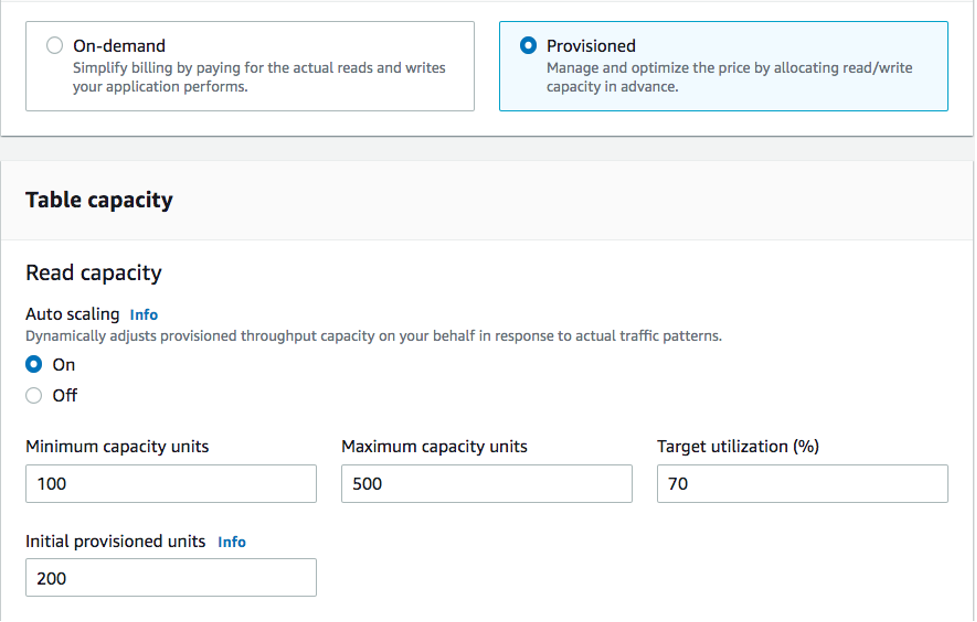 On-demand
Simplify billing by paying for the actual reads and writes
your application performs.
Provisioned
Manage and optimize the price by allocating read/write
capacity in advance.
Table capacity
Read capacity
Auto scaling Info
Dynamically adjusts provisioned throughput capacity on your behalf in response to actual traffic patterns.
On
Off
Minimum capacity units
100
Maximum capacity units
500
Target utilization (%)
70
Initial provisioned units Info
200